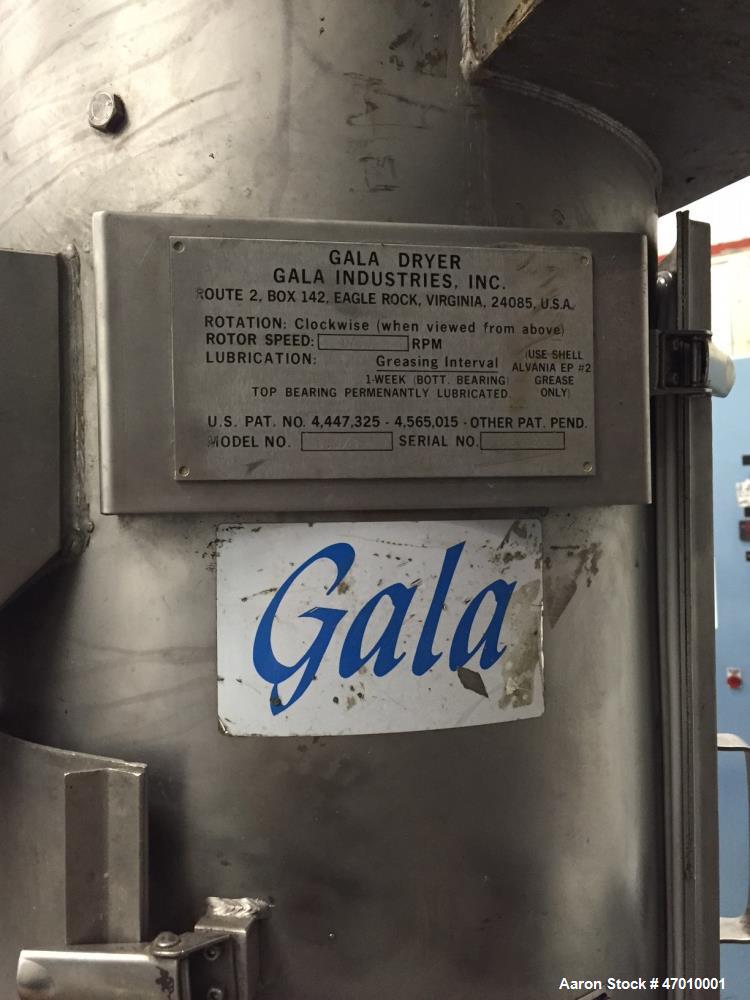 GALA DRYER
GALA INDUSTRIES, INC.
ROUTE 2, BOX 142, EAGLE ROCK, VIRGINIA, 24085, U.S.A.
ROTATION: Clockwise (when viewed from above)
ROTOR SPEED: RPM
LUBRICATION: Greasing Interval
1-WEEK (BOTT. BEARING)
(USE SHELL
ALVANIA EP #2
GREASE
ONLY)
TOP BEARING PERMENANTLY LUBRICATED.
U.S. PAT. NO. 4,447,325 - 4,565,015 - OTHER PAT. PEND.
MODEL NO. SERIAL NO.
Gala
Aaron Stock # 47010001